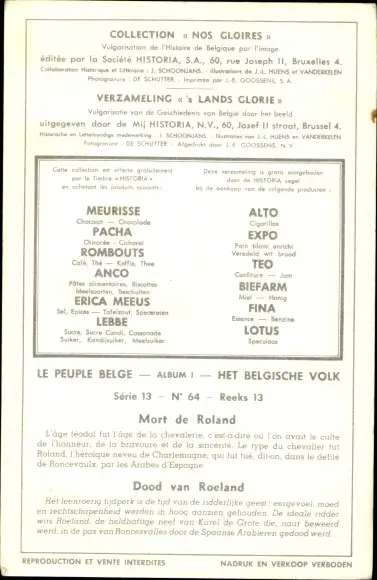 COLLECTION « NOS GLOIRES »
Vulgarisation de l'Histoire de Belgique par l'image
éditée par la Société HISTORIA, S.A., 60, rue Joseph II, Bruxelles 4.
Collaboration Historique et Littéraire : J. SCHOONJANS. - Illustrations de J.-L. HUENS et VANDERKELEN
Photogravure : DE SCHUTTER - Imprimée par J.-E. GOOSSENS, S. A.
VERZAMELING « 's LANDS GLORIE »
Vulgarisatie van de Geschiedenis van België door het beeld
uitgegeven door de Mij HISTORIA, N.V., 60, Jozef II straat, Brussel 4.
Historische en Letterkundige medewerking : J. SCHOONJANS. - Illustraties van J.-L. HUENS en VANDERKELEN
Fotogravure : DE SCHUTTER - Afgedrukt door J.-E. GOOSSENS, N. V.
Cette collection est offerte gratuitement
par le Timbre « HISTORIA »
en achetant les produits suivants :
MEURISSE
Chocolat — Chocolade
PACHA
Chicorée - Cichorei
ROMBOUTS
Café, Thé — Koffie, Thee
ANCO
Pâtes alimentaires, Biscottes
Meelsoorten, Beschuiten
ERICA MEEUS
Sel, Epices — Tafelzout, Specerijen
LEBBE
Sucre, Sucre Candi, Cassonade
Suiker, Kandijsuiker, Meelsuiker
Deze verzameling is gratis aangeboden
door de HISTORIA zegel
bij de aankoop van de volgende producten :
ALTO
Cigarillos
EXPO
Pain blanc enrichi
Veredeld wit brood
TEO
Confiture — Jam
BIEFARM
Miel — Honig
FINA
Essence — Benzine
LOTUS
Speculoos
LE PEUPLE BELGE — ALBUM I — HET BELGISCHE VOLK
Série 13 — N° 64 - Reeks 13
Mort de Roland
L'âge féodal fut l'âge de la chevalerie, c'est-à-dire où l'on avait le culte
de l'honneur, de la bravoure et de la sincérité. Le type du chevalier fut
Roland, l'héroïque neveu de Charlemagne, qui fut tué, dit-on, dans le défilé
de Roncevaulx, par les Arabes d'Espagne
Dood van Roeland
Het leenroerig tijdperk is de tijd van de ridderlijke geest : eergevoel, moed
en rechtschapenheid werden in hoog aanzien gehouden. De ideale ridder
was Roeland, de heldhaftige neef van Karel de Grote die, naar beweerd
werd, in de pas van Roncesvalles door de Spaanse Arabieren gedood werd
REPRODUCTION ET VENTE INTERDITES
NADRUK EN VERKOOP VERBODEN